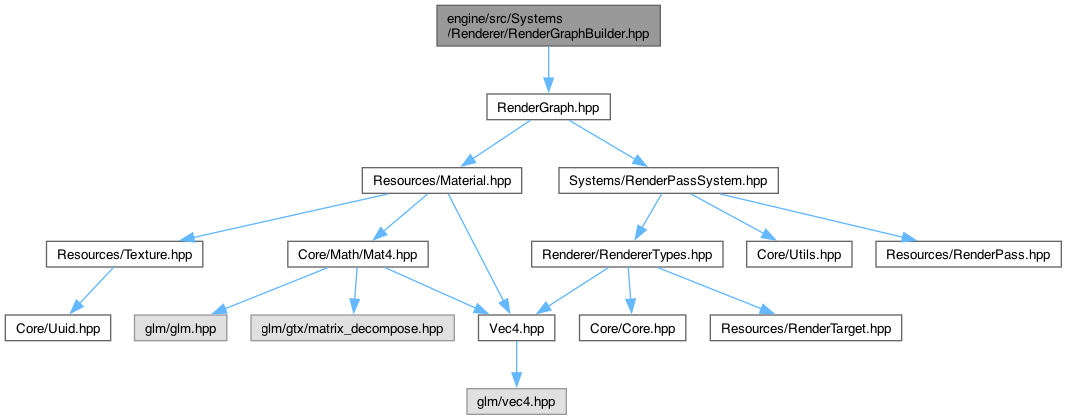 engine/src/Systems
/Renderer/RenderGraphBuilder.hpp
RenderGraph.hpp
Resources/Material.hpp
Systems/RenderPassSystem.hpp
Resources/Texture.hpp
Core/Math/Mat4.hpp
Renderer/RendererTypes.hpp
Core/Utils.hpp
Resources/RenderPass.hpp
Core/Uuid.hpp
glm/glm.hpp
glm/gtx/matrix_decompose.hpp
Vec4.hpp
Core/Core.hpp
Resources/RenderTarget.hpp
glm/vec4.hpp